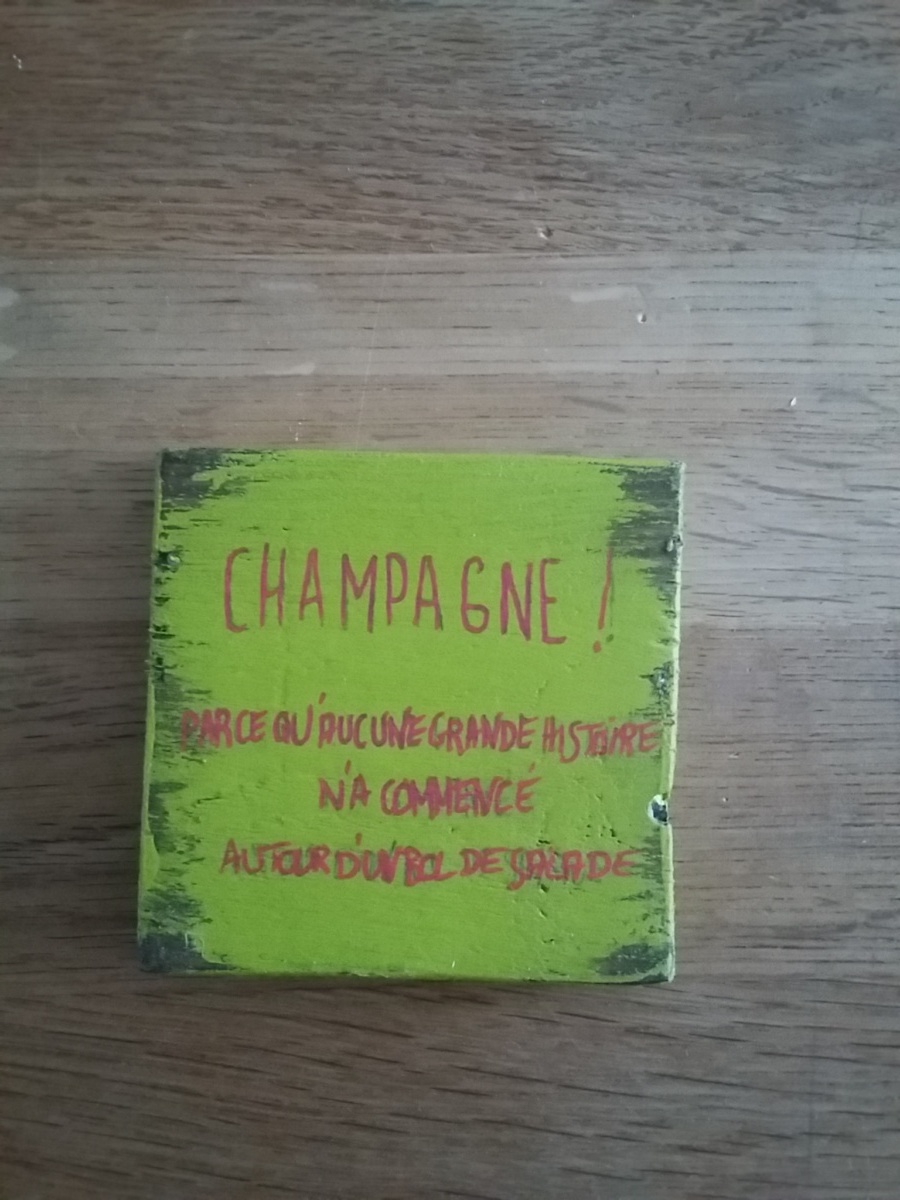 CHAMPAGNE !
PARCE QU'AUCUNE GRANDE HISTOIRE
N'A COMMENCÉ
AUTOUR D'UN BOL DE SALADE